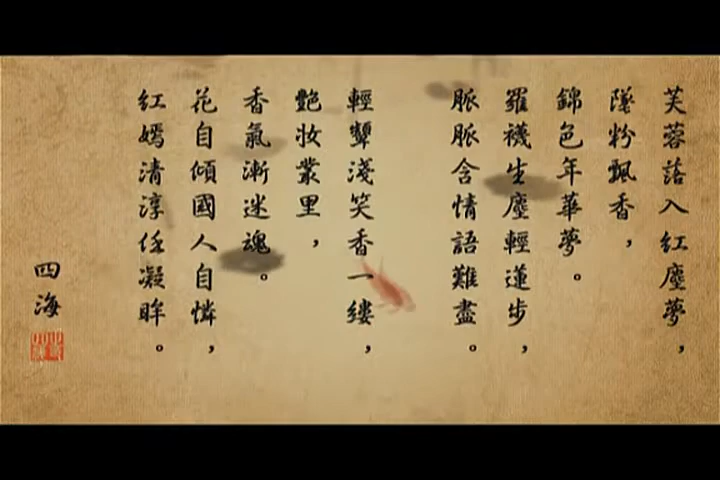 芙蓉語入紅塵夢，
墜粉飄香，
錦色年華夢。
羅襪生塵輕蓮步，
脈脈含情語難盡。
輕顰淺笑香一縷，
艷妝叢里，
香氣漸迷魂。
花自傾國人自憐，
紅嫣清淳任凝眸。
四海